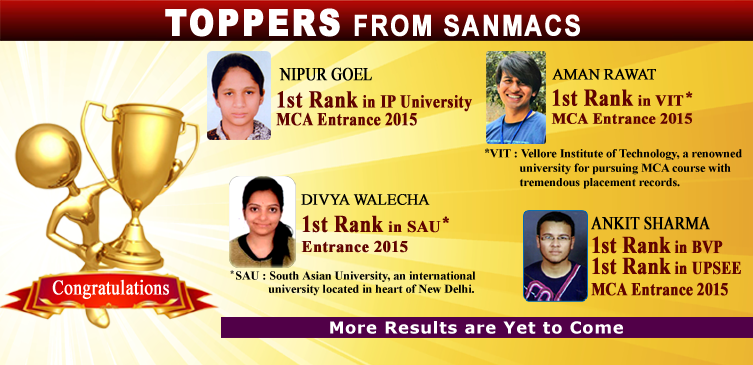 TOPPERS FROM SANMACS
NIPUR GOEL
1st Rank in IP University
MCA Entrance 2015
AMAN RAWAT
1st Rank in VIT*
MCA Entrance 2015
*VIT : Vellore Institute of Technology, a renowned
university for pursuing MCA course with
tremendous placement records.
DIVYA WALECHA
1st Rank in SAU*
Entrance 2015
*SAU : South Asian University, an international
university located in heart of New Delhi.
ANKIT SHARMA
1st Rank in BVP
1st Rank in UPSEE
MCA Entrance 2015
Congratulations
More Results are Yet to Come